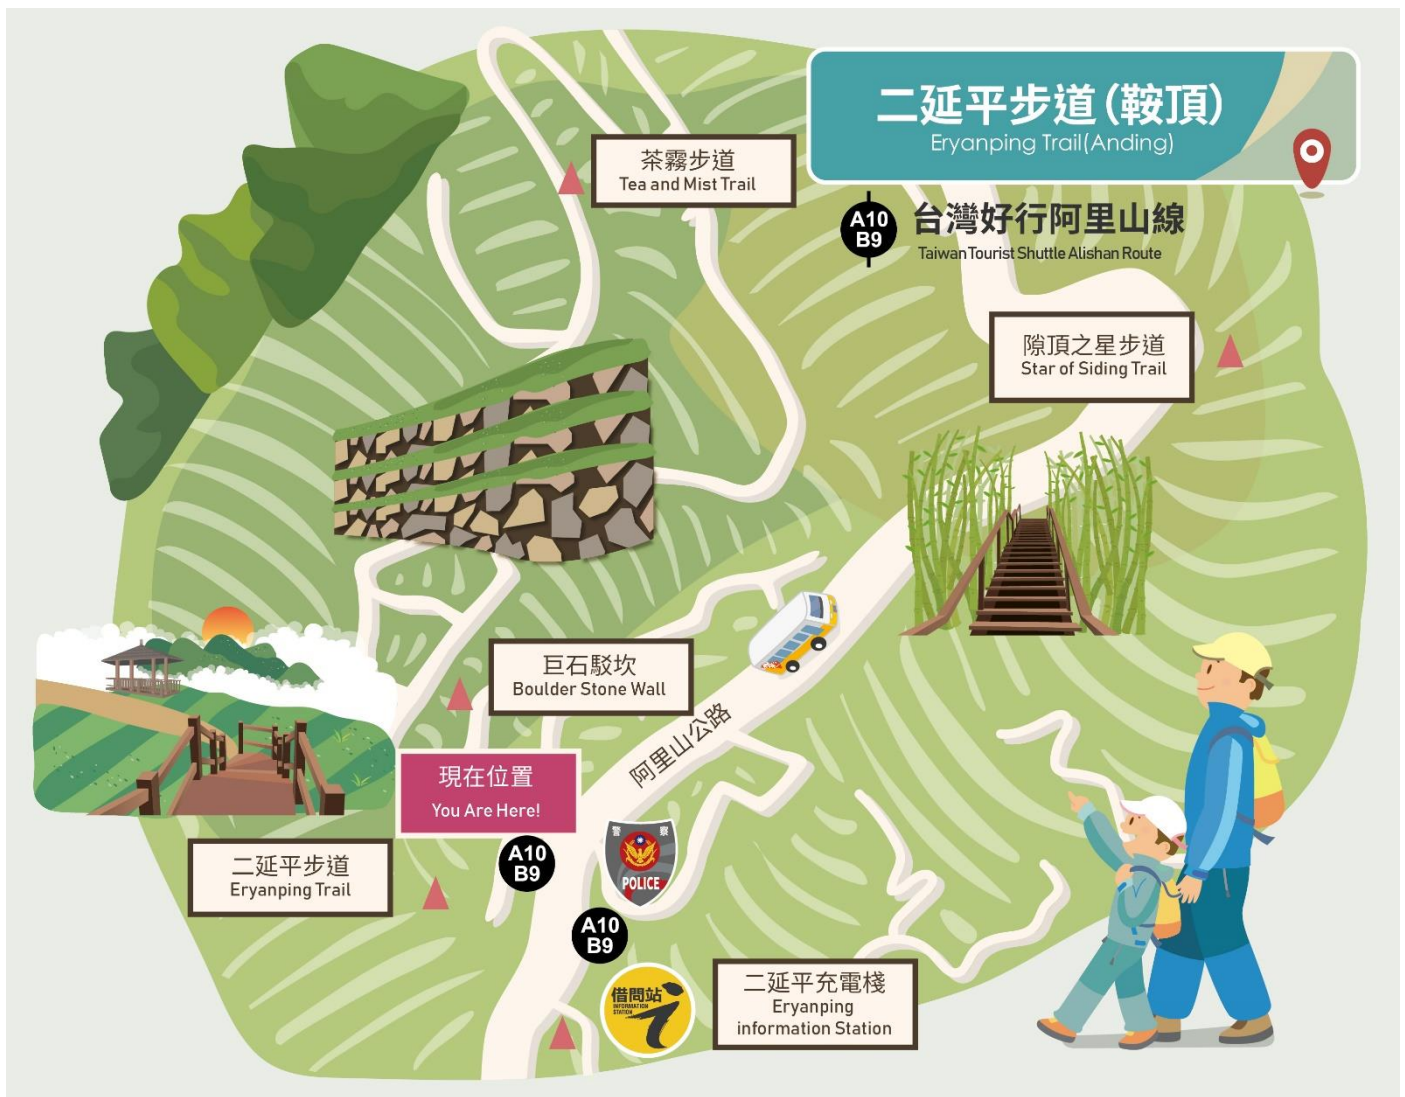 二延平步道(鞍頂)
Eryanping Trail(Anding)
A10
B9
台灣好行阿里山線
Taiwan Tourist Shuttle Alishan Route
茶霧步道
Tea and Mist Trail
隙頂之星步道
Star of Siding Trail
巨石駁坎
Boulder Stone Wall
阿里山公路
現在位置
You Are Here!
A10
B9
警察
POLICE
二延平步道
Eryanping Trail
A10
B9
借問站
INFORMATION
STATION
二延平充電棧
Eryanping
information Station